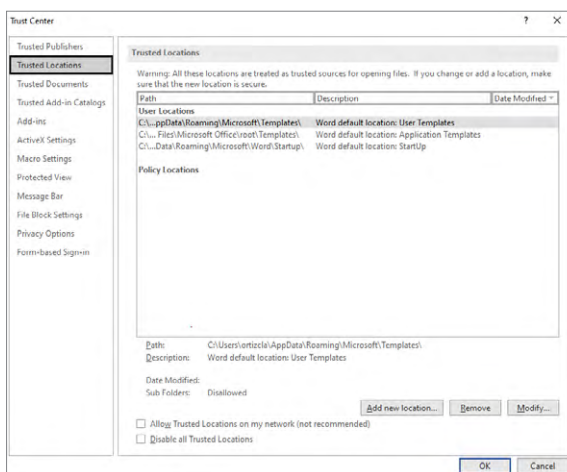 Trust Center
? ×
Trusted Publishers
Trusted Locations
Trusted Documents
Trusted Add-in Catalogs
Add-ins
ActiveX Settings
Macro Settings
Protected View
Message Bar
File Block Settings
Privacy Options
Form-based Sign-in
Trusted Locations
Warning: All these locations are treated as trusted sources for opening files. If you change or add a location, make
sure that the new location is secure.
Path Description Date Modified
User Locations
C:\...ppData\Roaming\Microsoft\Templates\ Word default location: User Templates
C:\... Files\Microsoft Office\root\Templates\ Word default location: Application Templates
C:\...Data\Roaming\Microsoft\Word\Startup\ Word default location: StartUp
Policy Locations
Path: C:\Users\ortizcla\AppData\Roaming\Microsoft\Templates\
Description: Word default location: User Templates
Date Modified:
Sub Folders: Disallowed
Add new location... Remove Modify...
Allow Trusted Locations on my network (not recommended)
Disable all Trusted Locations
OK Cancel